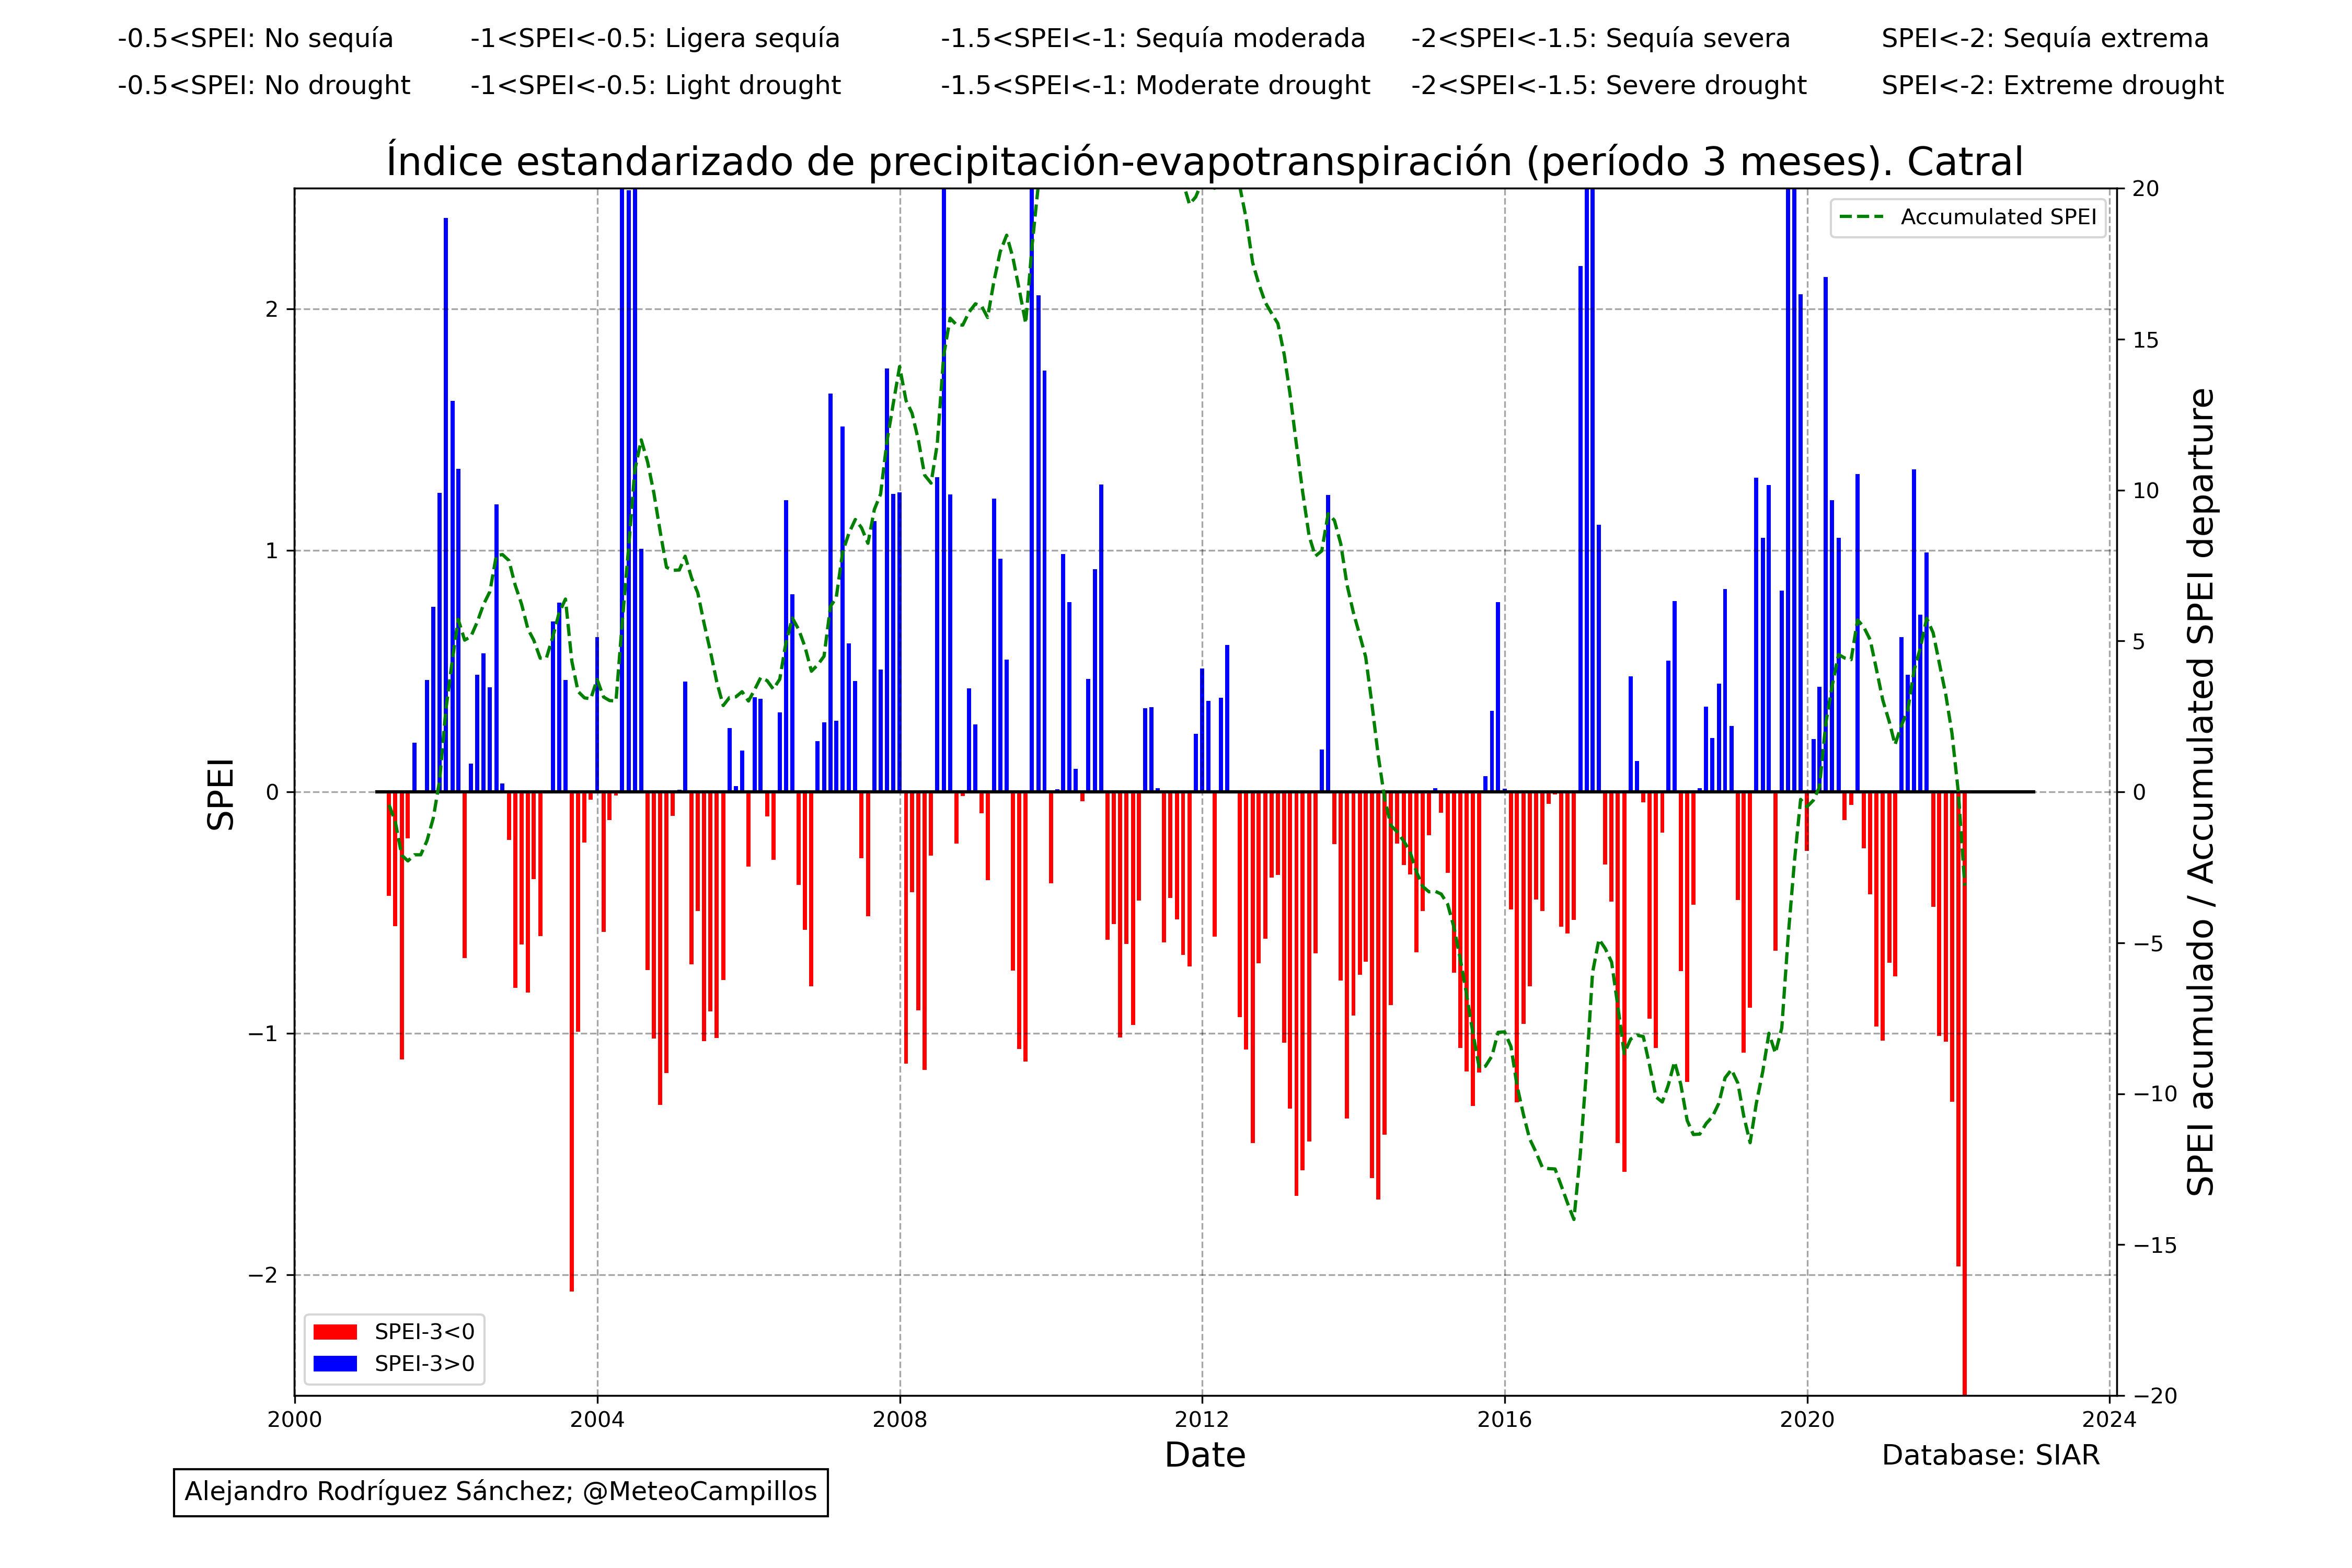 -0.5<SPEI: No sequía -1<SPEI<-0.5: Ligera sequía -1.5<SPEI<-1: Sequía moderada -2<SPEI<-1.5: Sequía severa SPEI<-2: Sequía extrema
-0.5<SPEI: No drought -1<SPEI<-0.5: Light drought -1.5<SPEI<-1: Moderate drought -2<SPEI<-1.5: Severe drought SPEI<-2: Extreme drought
Índice estandarizado de precipitación-evapotranspiración (período 3 meses). Catral
Accumulated SPEI
SPEI
2
1
0
−1
−2
20
15
10
5
0
−5
−10
−15
−20
SPEI acumulado / Accumulated SPEI departure
SPEI-3<0
SPEI-3>0
2000 2004 2008 2012 2016 2020 2024
Date
Database: SIAR
Alejandro Rodríguez Sánchez; @MeteoCampillos